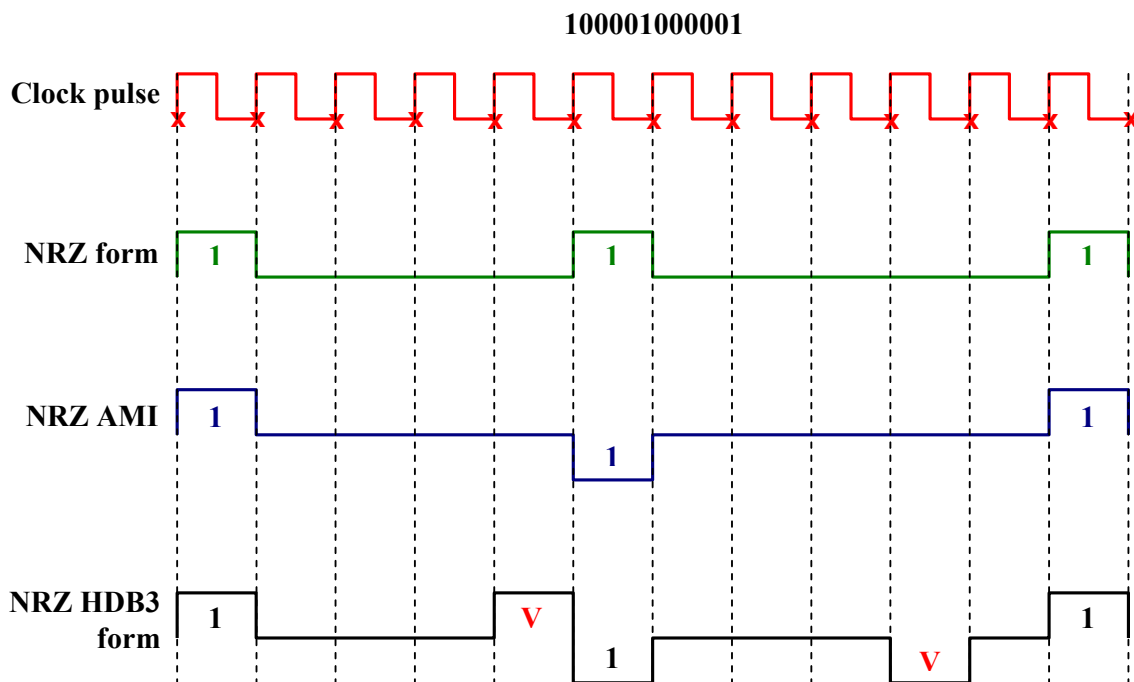 100001000001
Clock pulse
x x x x x x x x x x x x x
NRZ form
1 1 1
NRZ AMI
1 1 1
NRZ HDB3
form
1 V 1 V 1